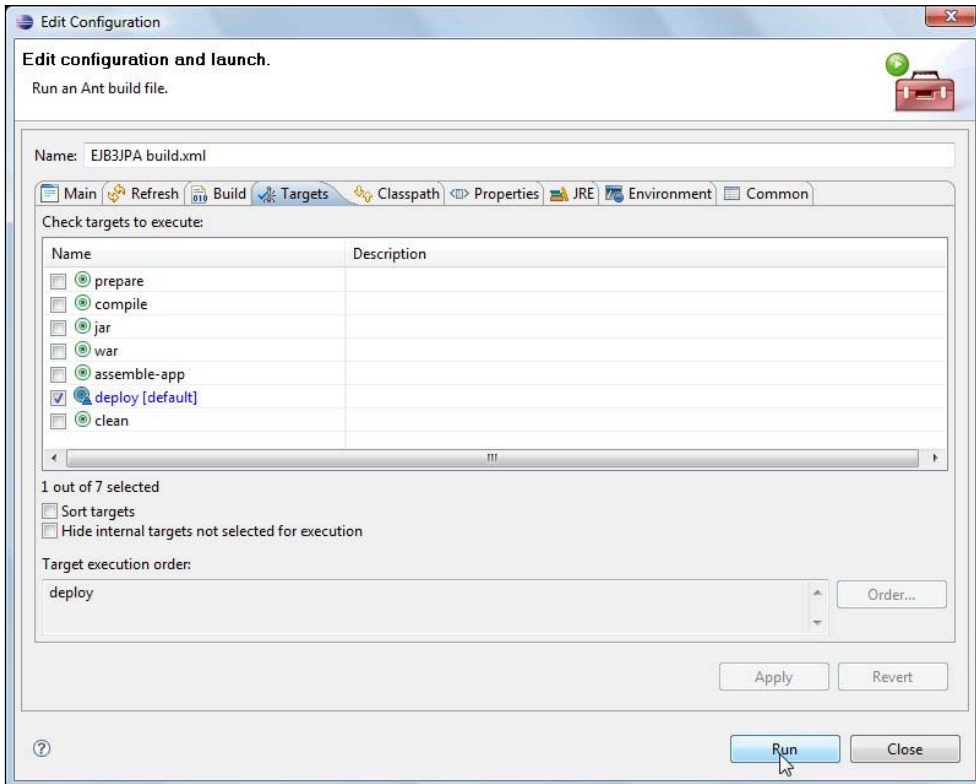 Edit Configuration
Edit configuration and launch.
Run an Ant build file.
Name: EJB3JPA build.xml
Main Refresh Build Targets Classpath Properties JRE Environment Common
Check targets to execute:
Name Description
prepare
compile
jar
war
assemble-app
deploy [default]
clean
1 out of 7 selected
Sort targets
Hide internal targets not selected for execution
Target execution order:
deploy
Order...
Apply Revert
Run Close